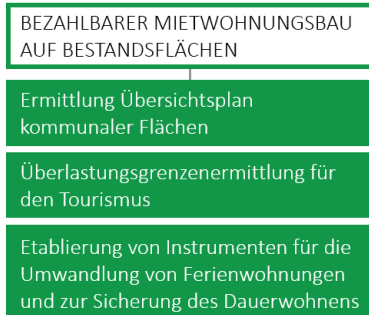 BEZAHLBARER MIETWOHNUNGSBAU
AUF BESTANDSFLÄCHEN
Ermittlung Übersichtsplan
kommunaler Flächen
Überlastungsgrenzenermittlung für
den Tourismus
Etablierung von Instrumenten für die
Umwandlung von Ferienwohnungen
und zur Sicherung des Dauerwohnens